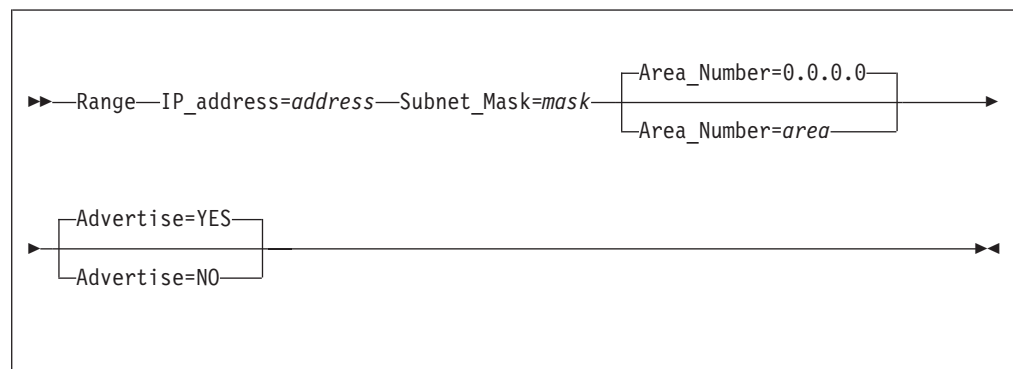 Area_Number=0.0.0.0
Range IP_address=address Subnet_Mask=mask
Area_Number=area
Advertise=YES
Advertise=NO